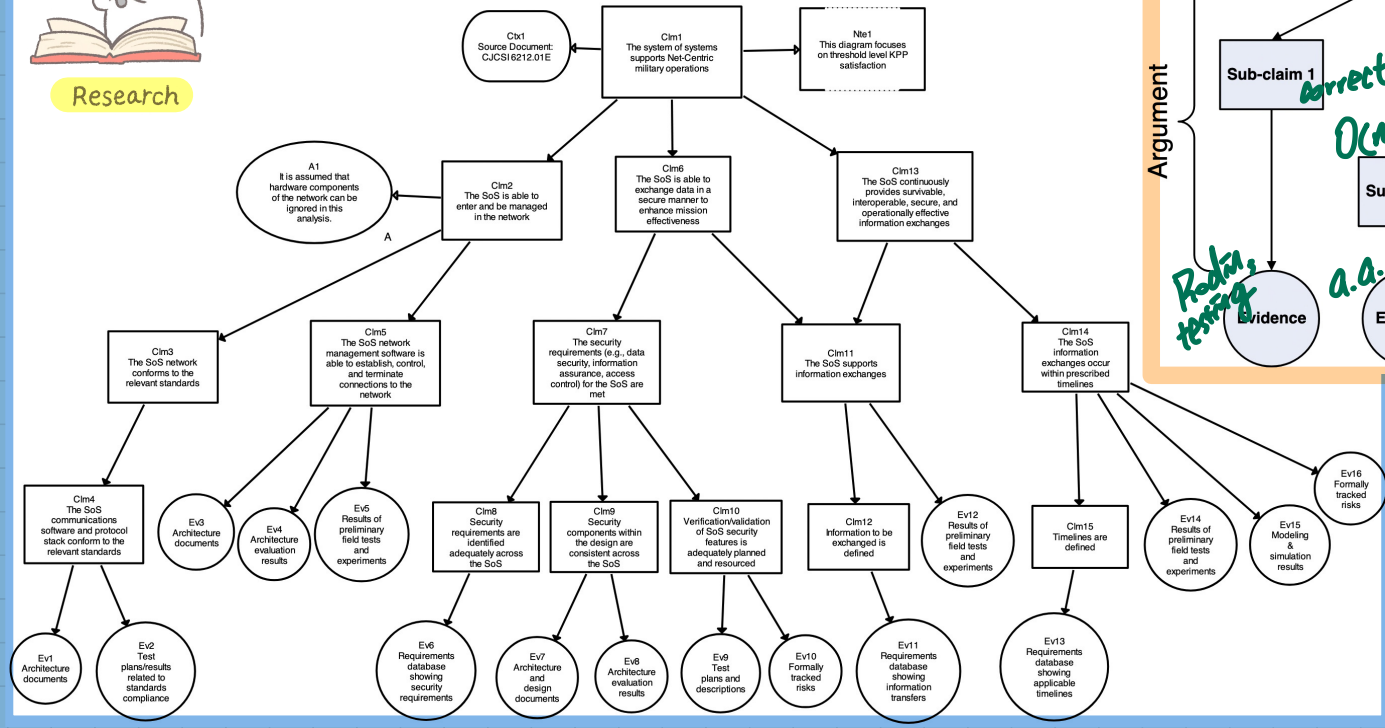 Research
Ctx1
Source Document:
CJCSI 6212.01E
Clm1
The system of systems
supports Net-Centric
military operations
Nte1
This diagram focuses
on threshold level KPP
satisfaction
A1
It is assumed that
hardware components
of the network can be
ignored in this
analysis.
A
Clm2
The SoS is able to
enter and be managed
in the network
Clm6
The SoS is able to
exchange data in a
secure manner to
enhance mission
effectiveness
Clm13
The SoS continuously
provides survivable,
interoperable, secure, and
operationally effective
information exchanges
Clm3
The SoS network
conforms to the
relevant standards
Clm5
The SoS network
management software is
able to establish, control,
and terminate
connections to the
network
Clm7
The security
requirements (e.g., data
security, information
assurance, access
control) for the SoS are
met
Clm11
The SoS supports
information exchanges
Clm14
The SoS
information
exchanges occur
within prescribed
timelines
Clm4
The SoS
communications
software and protocol
stack conform to the
relevant standards
Ev3
Architecture
documents
Ev4
Architecture
evaluation
results
Ev5
Results of
preliminary
field tests
and
experiments
Clm8
Security
requirements are
identified
adequately across
the SoS
Clm9
Security
components within
the design are
consistent across
the SoS
Clm10
Verification/validation
of SoS security
features is
adequately planned
and resourced
Clm12
Information to be
exchanged is
defined
Ev12
Results of
preliminary
field tests
and
experiments
Clm15
Timelines are
defined
Ev14
Results of
preliminary
field tests and
experiments
Ev15
Modeling
&
simulation
results
Ev16
Formally
tracked
risks
Ev1
Architecture
documents
Ev2
Test
plans/results
related to
standards
compliance
Ev6
Requirements
database
showing
security
requirements
Ev7
Architecture
and
design
documents
Ev8
Architecture
evaluation
results
Ev9
Test
plans and
descriptions
Ev10
Formally
tracked
risks
Ev11
Requirements
database
showing
information
transfers
Ev13
Requirements
database
showing
applicable
timelines
Argument
Sub-claim 1
correct
Su
testing
Evidence
a.a.
E